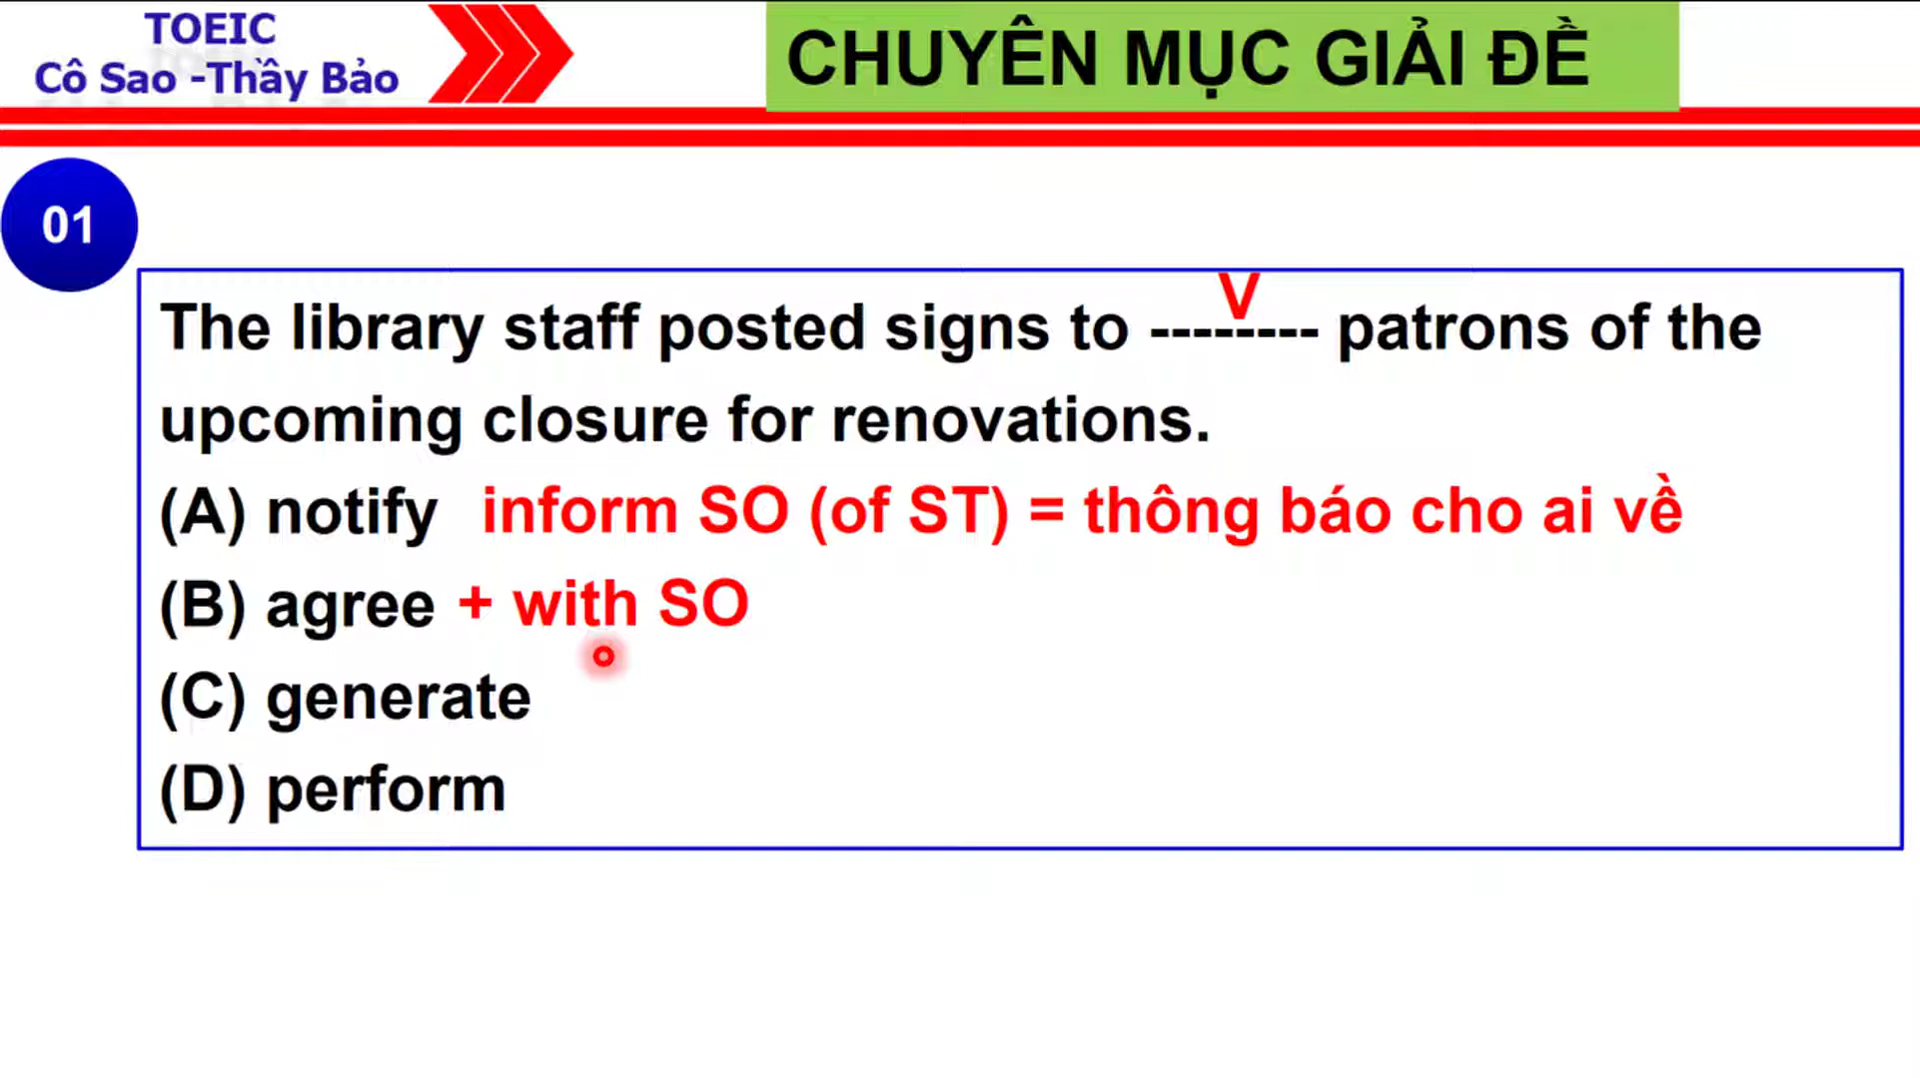 TOEIC
Cô Sao -Thầy Bảo
CHUYÊN MỤC GIẢI ĐỀ
01
V
The library staff posted signs to -------- patrons of the
upcoming closure for renovations.
(A) notify inform SO (of ST) = thông báo cho ai về
(B) agree + with SO
(C) generate
(D) perform